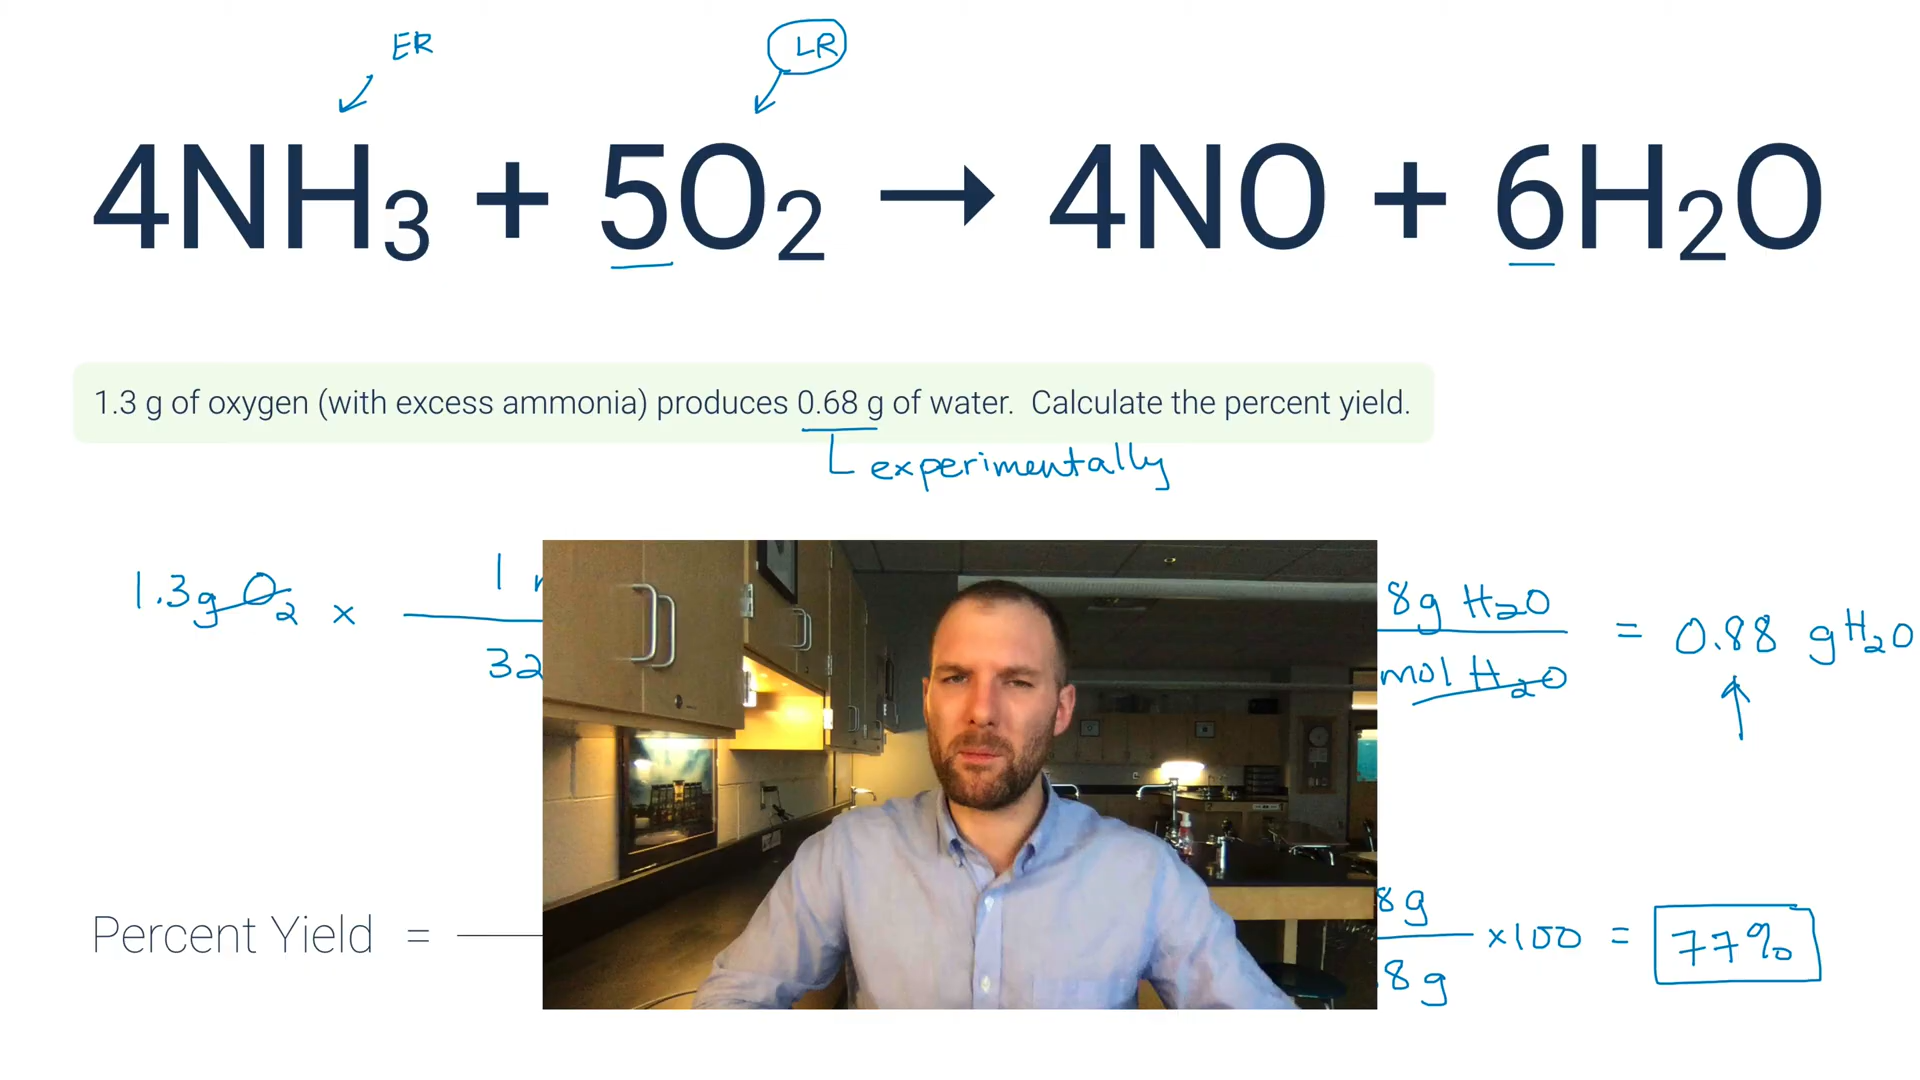 ER
LR
4NH₃ + 5O₂ → 4NO + 6H₂O
1.3 g of oxygen (with excess ammonia) produces 0.68 g of water. Calculate the percent yield.
experimentally
1.3g O₂ x 1
32
8g H₂O
mol H₂O
= 0.88 g H₂O
Percent Yield =
8g
8g
x100 = 77%